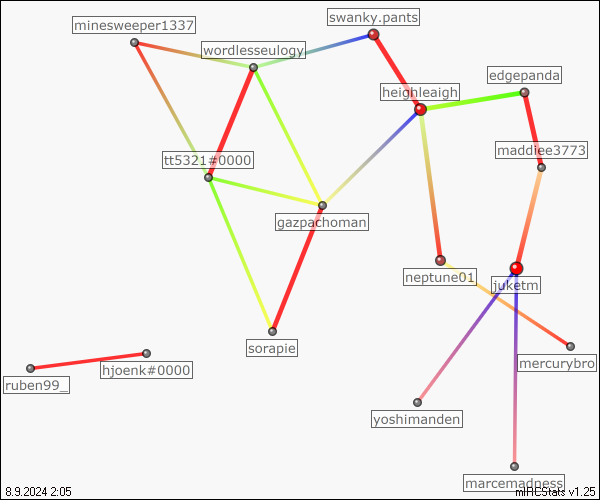 swanky.pants
minesweeper1337
wordlesseulogy
edgepanda
heighleaigh
maddiee3773
tt5321#0000
gazpachoman
neptune01
juketm
sorapie
mercurybro
hjoenk#0000
ruben99_
yoshimanden
marcemadness
8.9.2024 2:05
mIRCStats v1.25